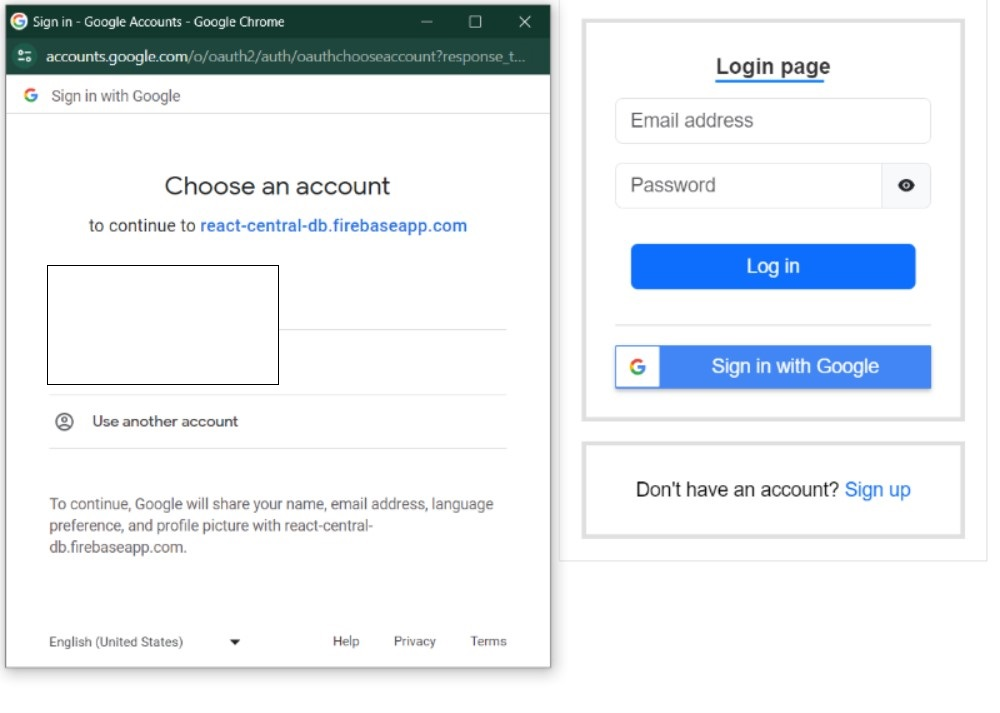 Sign in - Google Accounts - Google Chrome
accounts.google.com/o/oauth2/auth/oauthchooseaccount?response_t...
Sign in with Google
Choose an account
to continue to react-central-db.firebaseapp.com
Use another account
To continue, Google will share your name, email address, language
preference, and profile picture with react-central-
db.firebaseapp.com.
English (United States)
Help Privacy Terms
Login page
Email address
Password
Log in
Sign in with Google
Don't have an account? Sign up